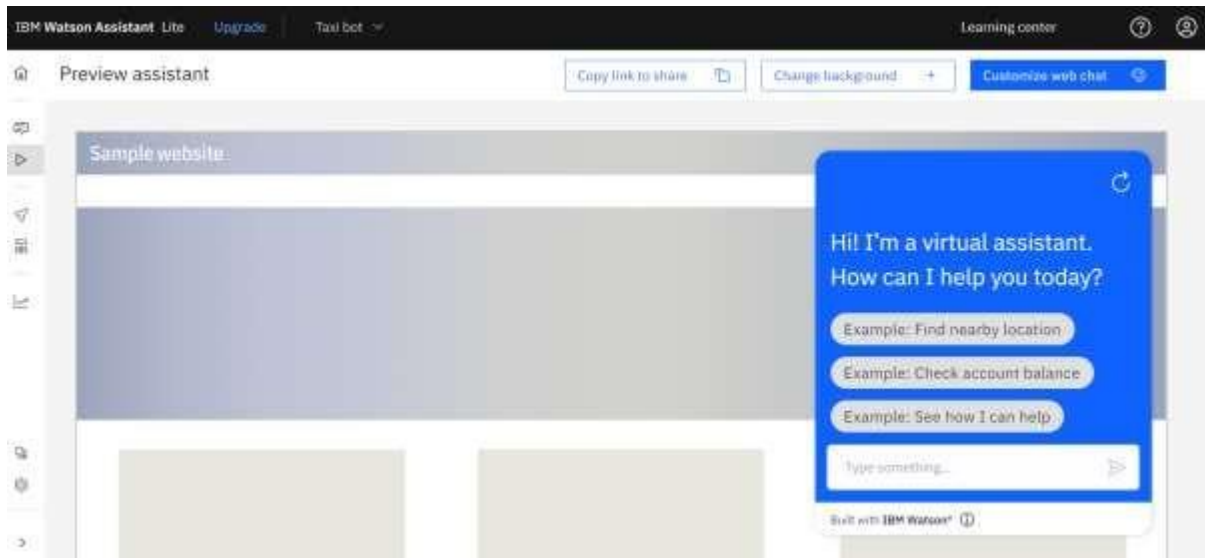 IBM Watson Assistant Lite Upgrade Taxi bot Learning center
Preview assistant Copy link to share Change background + Customize web chat
Sample website
Hi! I'm a virtual assistant.
How can I help you today?
Example: Find nearby location
Example: Check account balance
Example: See how I can help
Type something...
Built with IBM Watson®